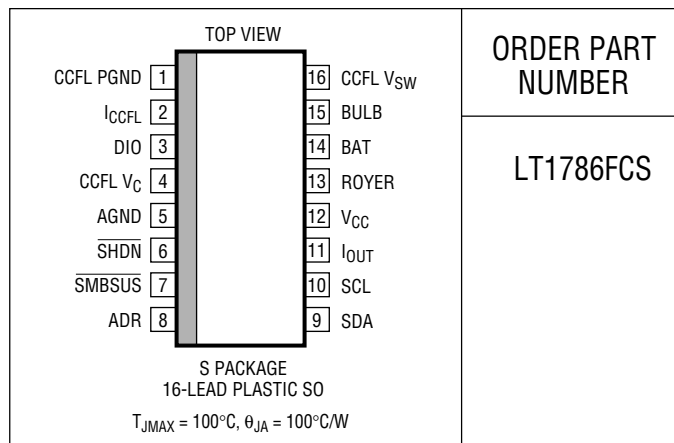 TOP VIEW
CCFL PGND 1 16 CCFL VSW
ICCFL 2 15 BULB
DIO 3 14 BAT
CCFL VC 4 13 ROYER
AGND 5 12 VCC
SHDN 6 11 IOUT
SMBSUS 7 10 SCL
ADR 8 9 SDA
S PACKAGE
16-LEAD PLASTIC SO
TJMAX = 100°C, θJA = 100°C/W
ORDER PART
NUMBER
LT1786FCS